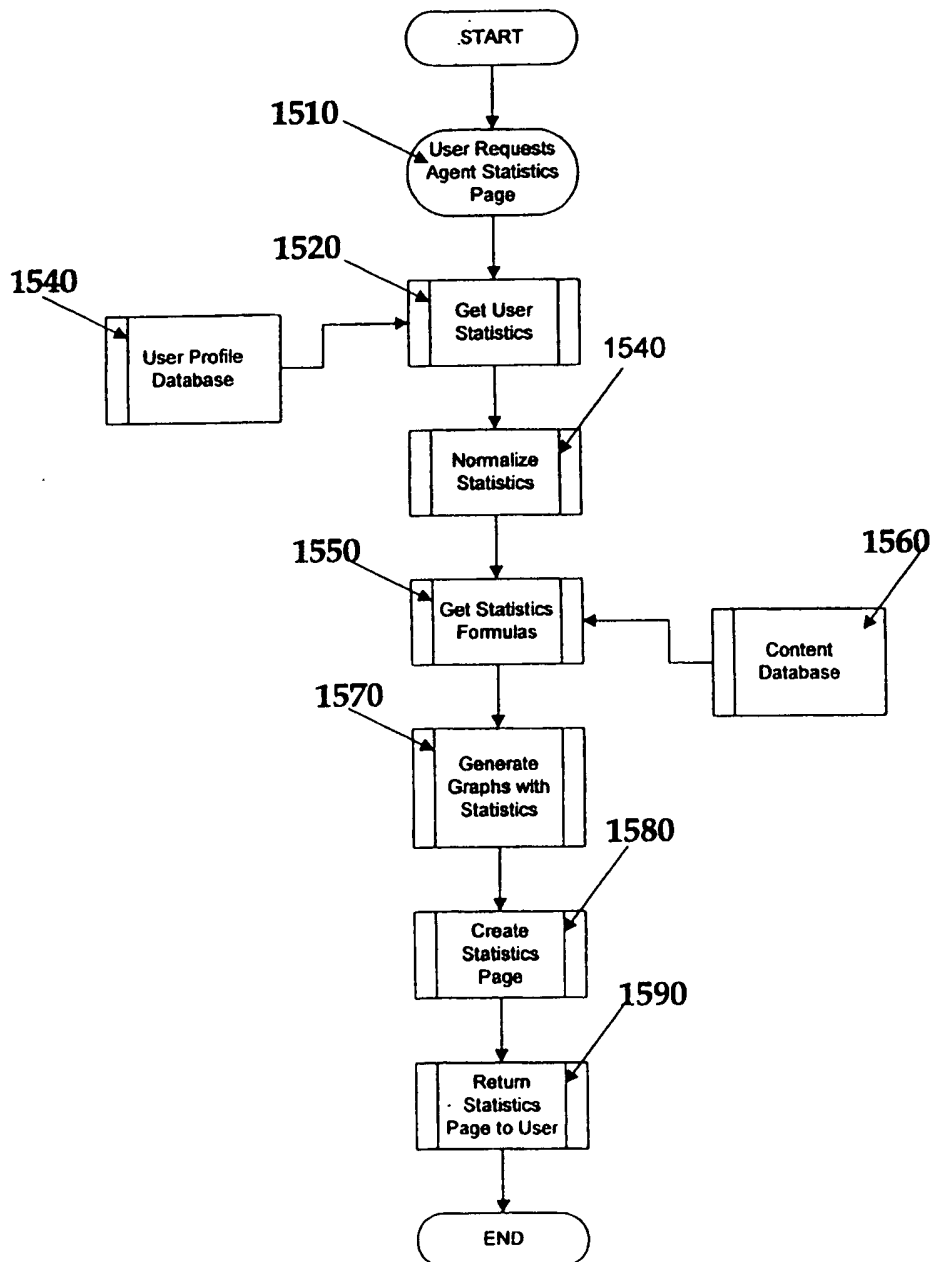 START
1510
User Requests
Agent Statistics
Page
1520
1540
Get User
Statistics
User Profile
Database
1540
Normalize
Statistics
1550
1560
Get Statistics
Formulas
Content
Database
1570
Generate
Graphs with
Statistics
1580
Create
Statistics
Page
1590
Return
Statistics
Page to User
END